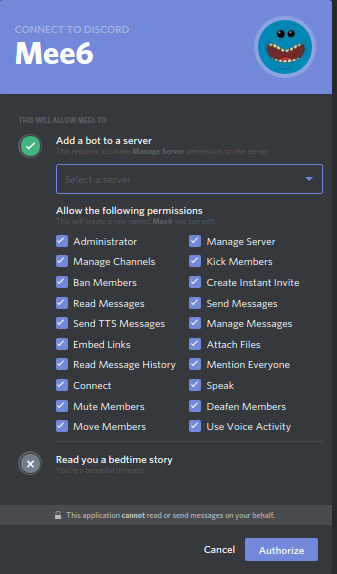 CONNECT TO DISCORD
Mee6
THIS WILL ALLOW MEE6 TO
Add a bot to a server
This requires you have Manage Server permission on the server.
Select a server
Allow the following permissions
This will create a role named Mee6 you can edit.
Administrator Manage Server
Manage Channels Kick Members
Ban Members Create Instant Invite
Read Messages Send Messages
Send TTS Messages Manage Messages
Embed Links Attach Files
Read Message History Mention Everyone
Connect Speak
Mute Members Deafen Members
Move Members Use Voice Activity
Read you a bedtime story
You're a beautiful princess.
This application cannot read or send messages on your behalf.
Cancel Authorize